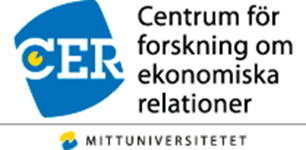 CER
Centrum för
forskning om
ekonomiska
relationer
MITTUNIVERSITETET